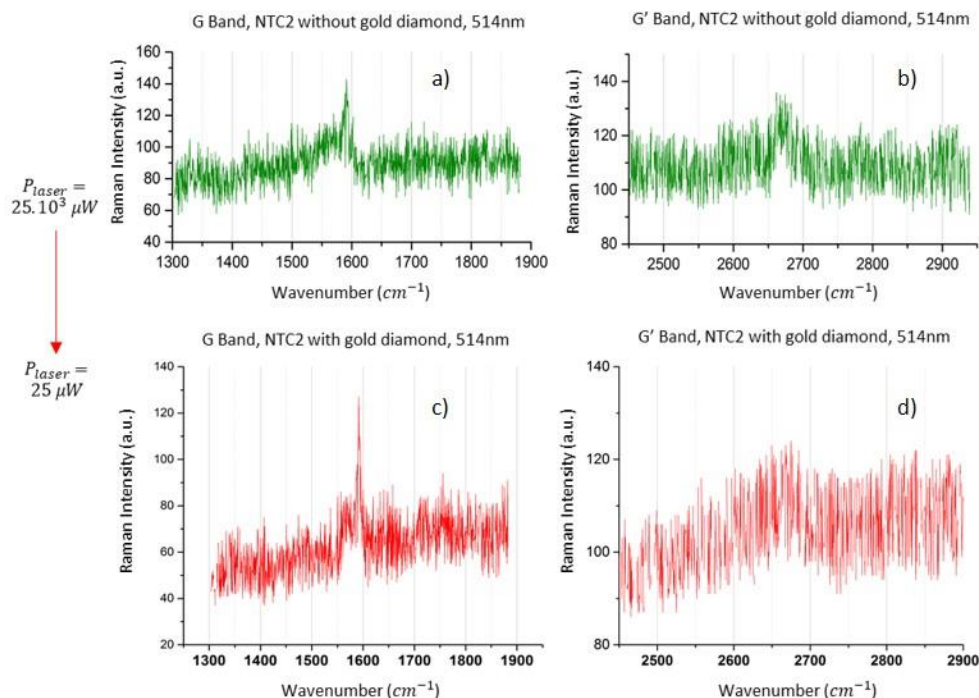 G Band, NTC2 without gold diamond, 514nm
160
140
120
100
80
60
40
Raman Intensity (a.u.)
a)
1300 1400 1500 1600 1700 1800 1900
Wavenumber (cm⁻¹)
G' Band, NTC2 without gold diamond, 514nm
140
120
100
80
Raman Intensity (a.u.)
b)
2500 2600 2700 2800 2900
Wavenumber (cm⁻¹)
P_laser =
25.10³ μW
P_laser =
25 μW
G Band, NTC2 with gold diamond, 514nm
140
120
100
80
60
40
20
Raman Intensity (a.u.)
c)
1300 1400 1500 1600 1700 1800 1900
Wavenumber (cm⁻¹)
G' Band, NTC2 with gold diamond, 514nm
140
120
100
80
Raman Intensity (a.u.)
d)
2500 2600 2700 2800 2900
Wavenumber (cm⁻¹)